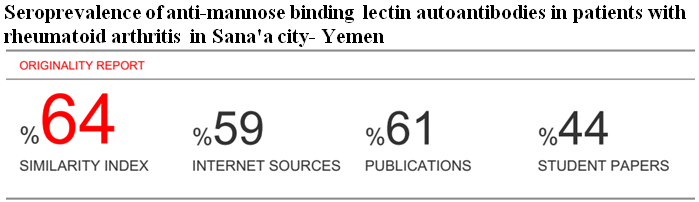 Seroprevalence of anti-mannose binding lectin autoantibodies in patients with
rheumatoid arthritis in Sana'a city- Yemen
ORIGINALITY REPORT
%64 %59 %61 %44
SIMILARITY INDEX INTERNET SOURCES PUBLICATIONS STUDENT PAPERS